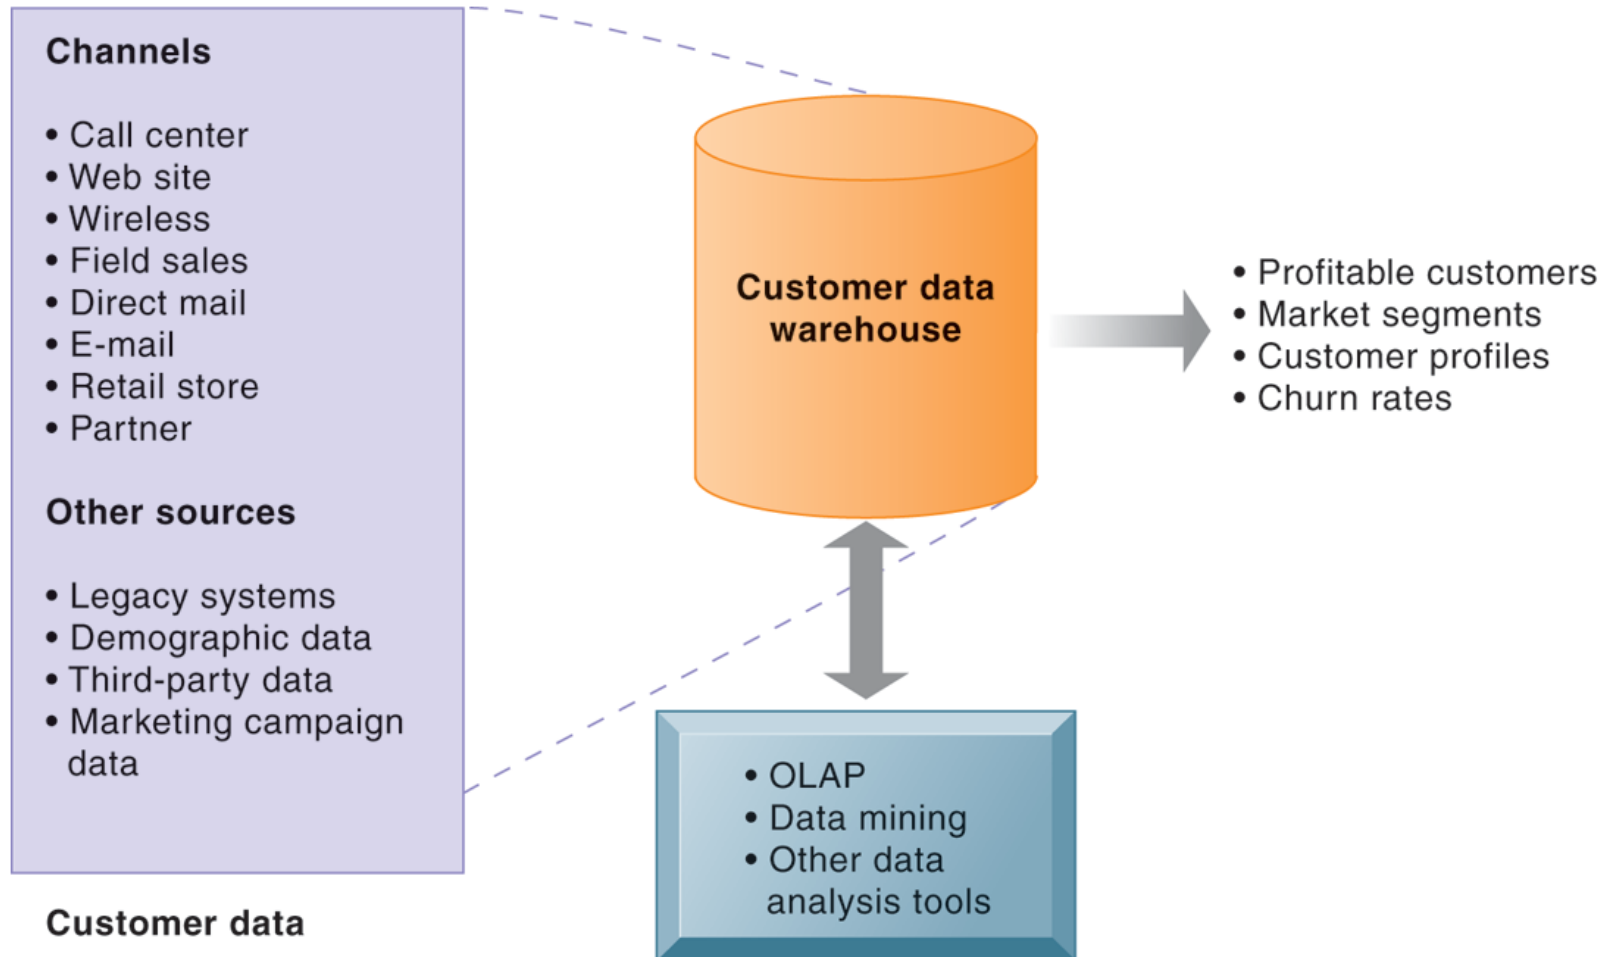 Channels
• Call center
• Web site
• Wireless
• Field sales
• Direct mail
• E-mail
• Retail store
• Partner
Other sources
• Legacy systems
• Demographic data
• Third-party data
• Marketing campaign
data
Customer data
Customer data
warehouse
• Profitable customers
• Market segments
• Customer profiles
• Churn rates
• OLAP
• Data mining
• Other data
analysis tools